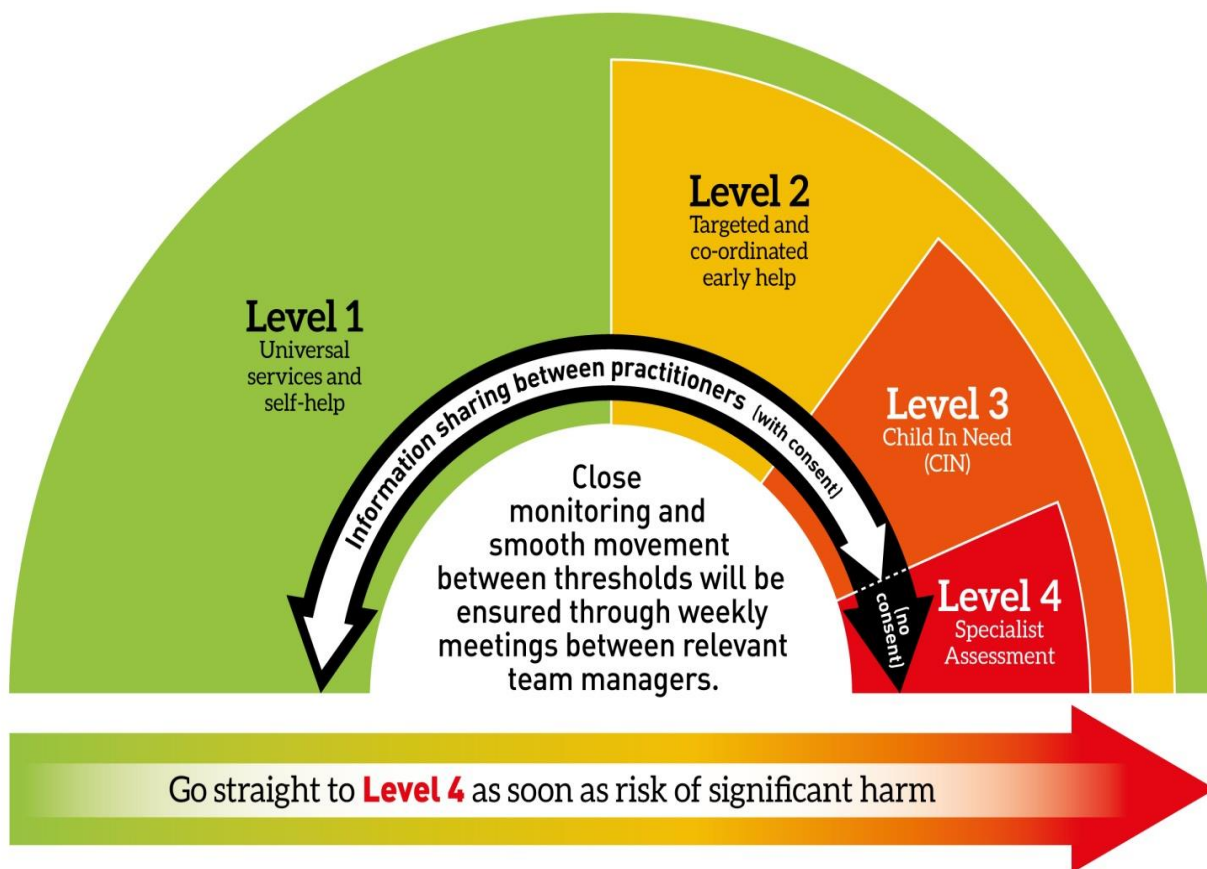 Level 1
Universal
services and
self-help
Level 2
Targeted and
co-ordinated
early help
Level 3
Child In Need
(CIN)
Level 4
Specialist
Assessment
Information sharing between practitioners (with consent)
(no
consent)
Close
monitoring and
smooth movement
between thresholds will be
ensured through weekly
meetings between relevant
team managers.
Go straight to Level 4 as soon as risk of significant harm